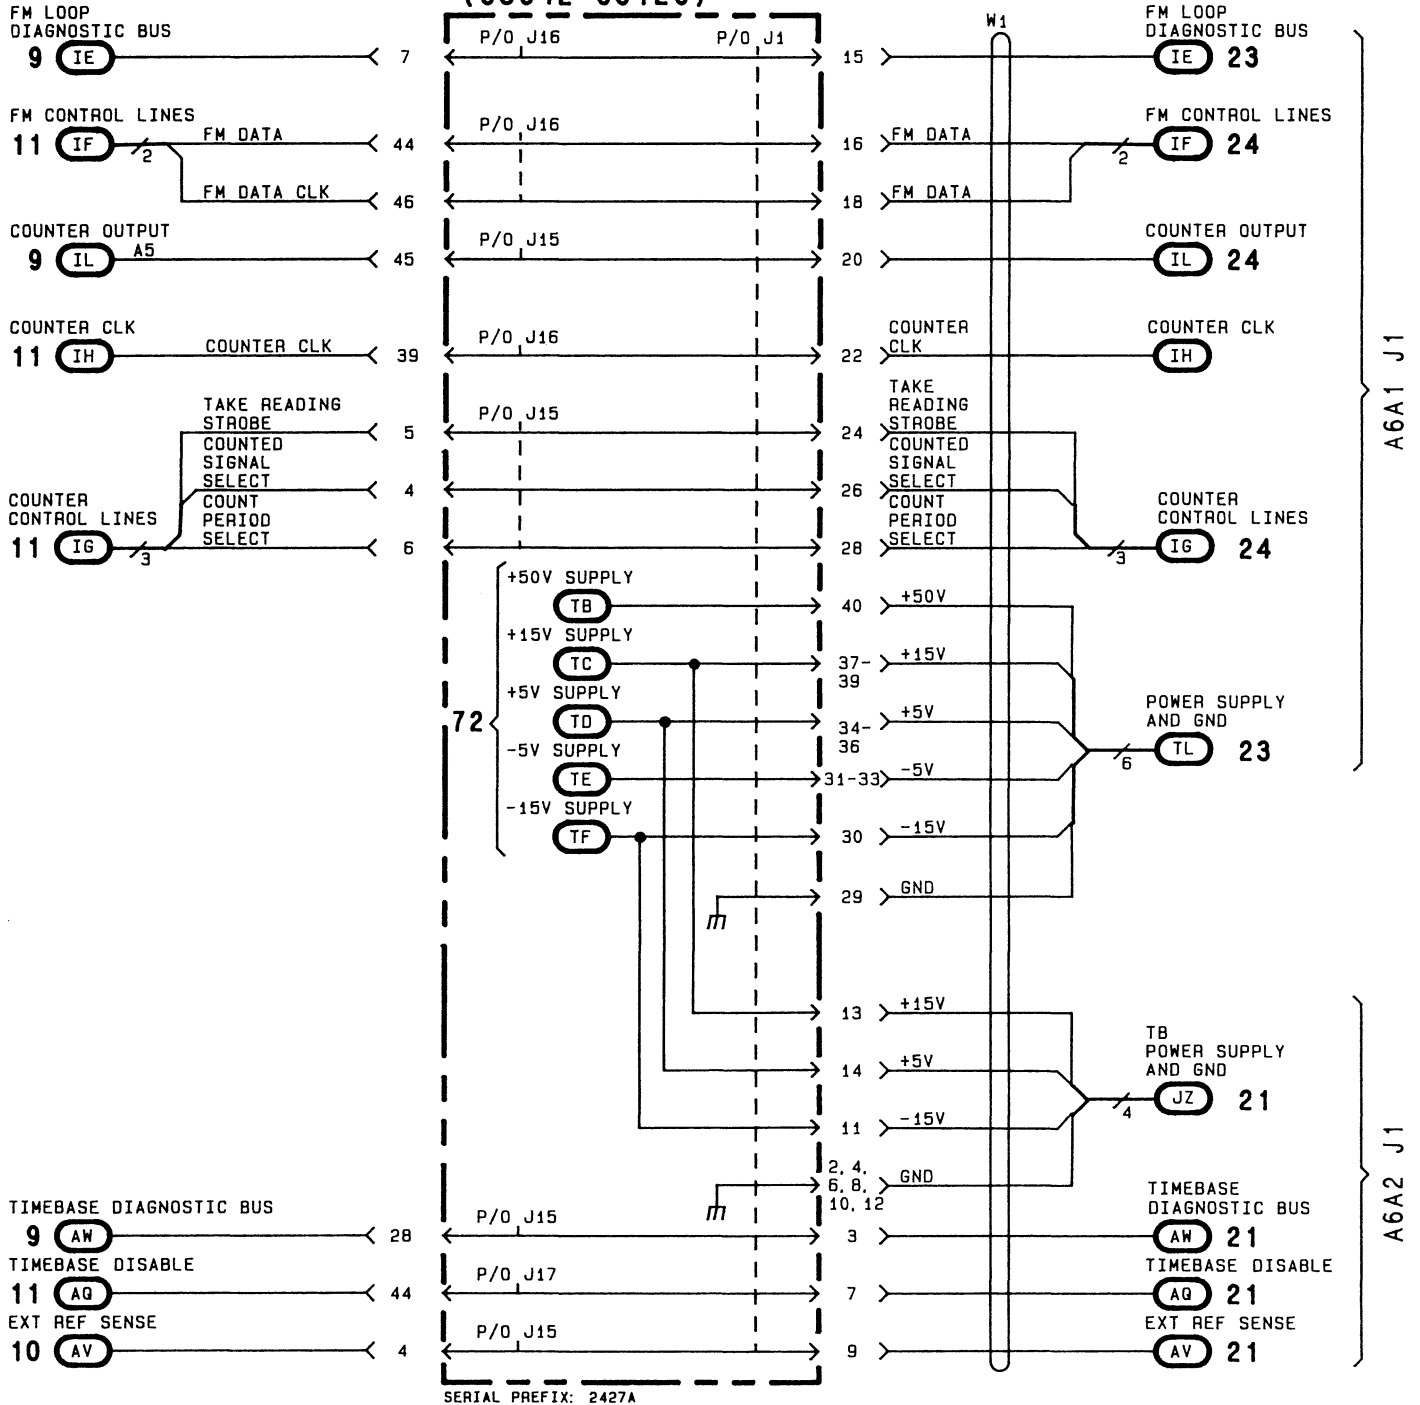 FM LOOP
DIAGNOSTIC BUS
9 IE 7 P/O J16 P/O J1 15 W1
FM LOOP
DIAGNOSTIC BUS
IE 23
FM CONTROL LINES
11 IF 2 FM DATA 44 P/O J16 16 FM DATA
FM CONTROL LINES
2 IF 24
FM DATA CLK 46 18 FM DATA
COUNTER OUTPUT
9 IL A5 45 P/O J15 20
COUNTER OUTPUT
IL 24
COUNTER CLK
11 IH COUNTER CLK 39 P/O J16 22
COUNTER
CLK
COUNTER CLK
IH
A6A1 J1
TAKE READING
STROBE 5 P/O J15 24
TAKE
READING
STROBE
COUNTED
SIGNAL
SELECT 4 26
COUNTED
SIGNAL
SELECT
COUNT
PERIOD
SELECT 6 28
COUNT
PERIOD
SELECT
COUNTER
CONTROL LINES
11 IG 3
COUNTER
CONTROL LINES
3 IG 24
72
+50V SUPPLY
TB 40 +50V
+15V SUPPLY
TC 37-
39 +15V
+5V SUPPLY
TD 34-
36 +5V
-5V SUPPLY
TE 31-33 -5V
-15V SUPPLY
TF 30 -15V
29 GND
POWER SUPPLY
AND GND
6 TL 23
13 +15V
14 +5V
11 -15V
2, 4,
6, 8,
10, 12 GND
TB
POWER SUPPLY
AND GND
4 JZ 21
A6A2 J1
TIMEBASE DIAGNOSTIC BUS
9 AW 28 P/O J15 3
TIMEBASE
DIAGNOSTIC BUS
AW 21
TIMEBASE DISABLE
11 AQ 44 P/O J17 7
TIMEBASE DISABLE
AQ 21
EXT REF SENSE
10 AV 4 P/O J15 9
EXT REF SENSE
AV 21
SERIAL PREFIX: 2427A